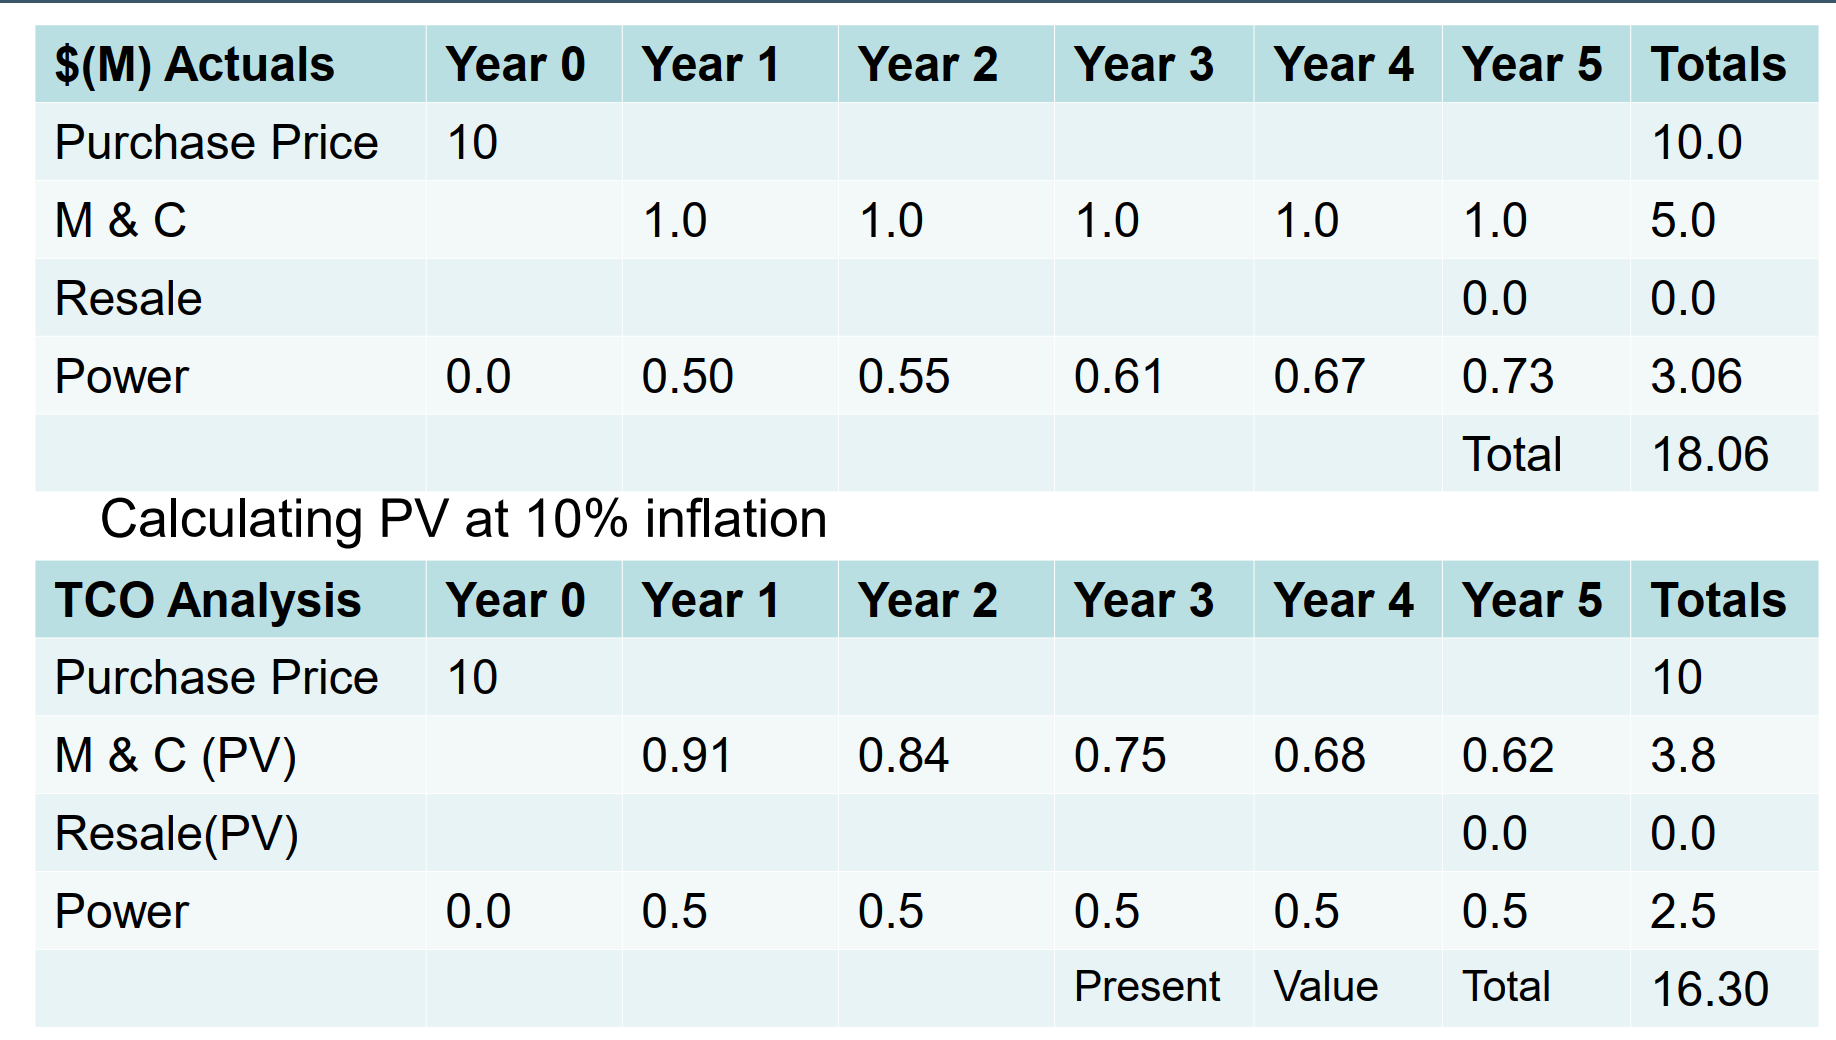 $(M) Actuals Year 0 Year 1 Year 2 Year 3 Year 4 Year 5 Totals
Purchase Price 10 10.0
M & C 1.0 1.0 1.0 1.0 1.0 5.0
Resale 0.0 0.0
Power 0.0 0.50 0.55 0.61 0.67 0.73 3.06
Total 18.06
Calculating PV at 10% inflation
TCO Analysis Year 0 Year 1 Year 2 Year 3 Year 4 Year 5 Totals
Purchase Price 10 10
M & C (PV) 0.91 0.84 0.75 0.68 0.62 3.8
Resale(PV) 0.0 0.0
Power 0.0 0.5 0.5 0.5 0.5 0.5 2.5
Present Value Total 16.30